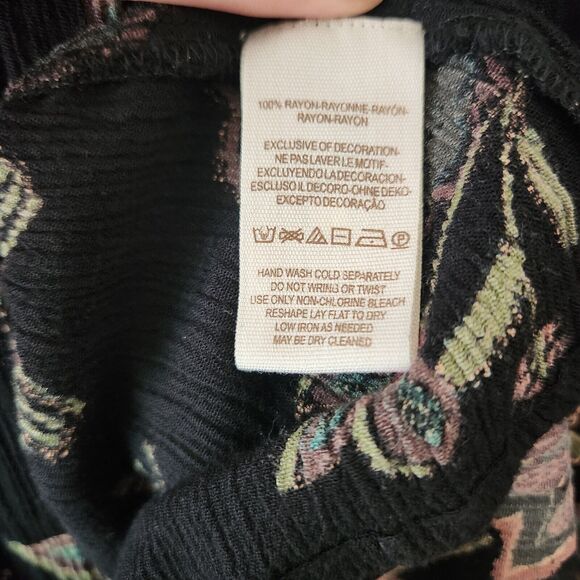 100% RAYON-RAYONNE-RAYÓN-
RAYON-RAYON
EXCLUSIVE OF DECORATION-
NE PAS LAVER LE MOTIF-
EXCLUYENDO LA DECORACION-
ESCLUSO IL DECORO-OHNE DEKO-
EXCEPTO DECORAÇÃO
HAND WASH COLD SEPARATELY
DO NOT WRING OR TWIST
USE ONLY NON-CHLORINE BLEACH
RESHAPE LAY FLAT TO DRY
LOW IRON AS NEEDED
MAY BE DRY CLEANED